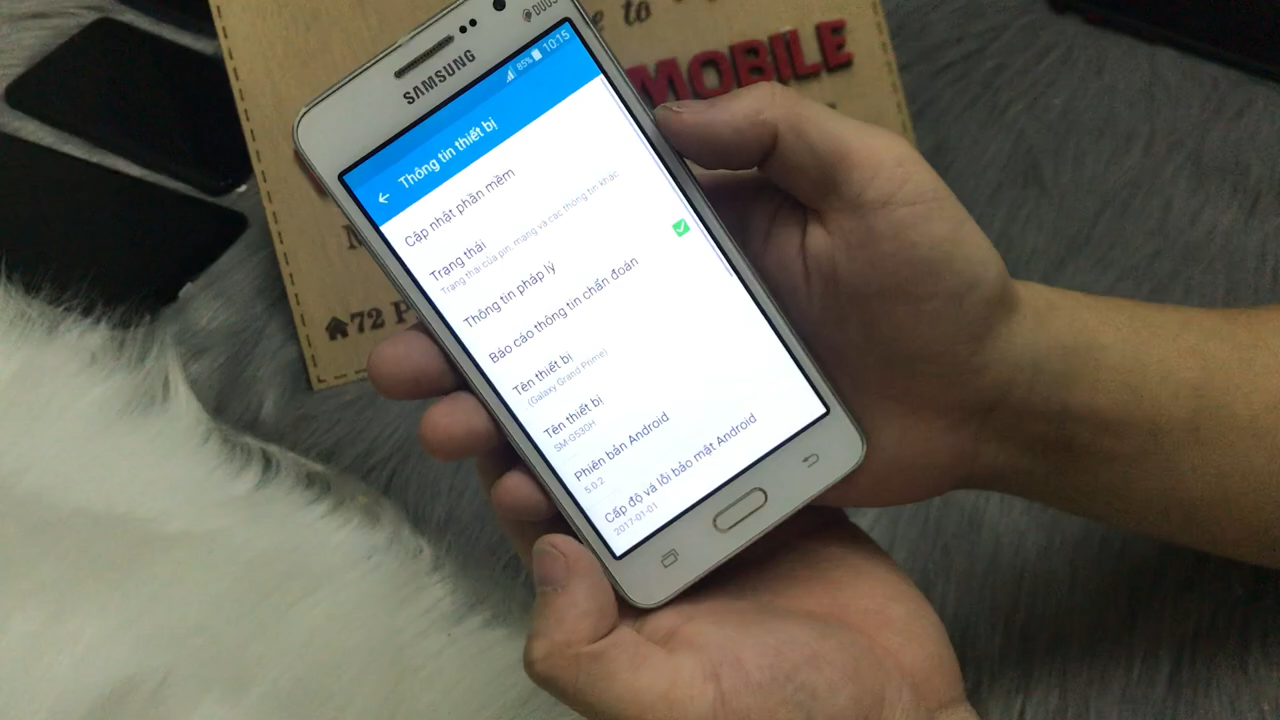 to
MOBILE
72 P
DUOS
SAMSUNG
85% 10:15
Thông tin thiết bị
Cập nhật phần mềm
Trạng thái
Trạng thái của pin, mạng và các thông tin khác
Thông tin pháp lý
Báo cáo thông tin chẩn đoán
Tên thiết bị
(Galaxy Grand Prime)
Tên thiết bị
SM-G530H
Phiên bản Android
5.0.2
Cấp độ vá lỗi bảo mật Android
2017-01-01